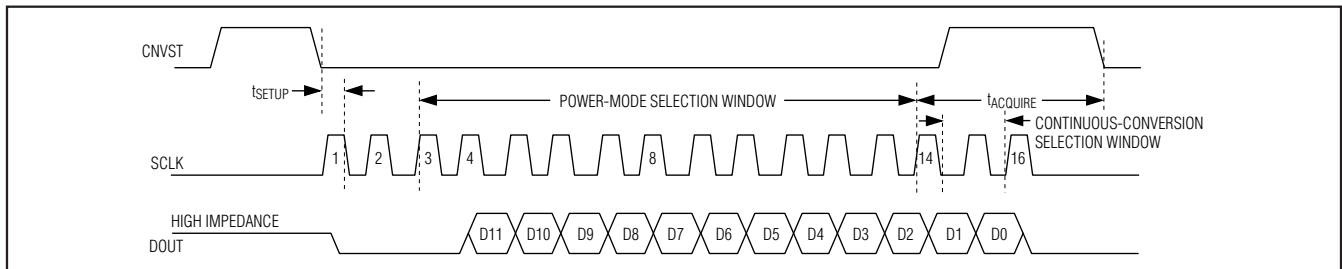 CNVST
tSETUP
POWER-MODE SELECTION WINDOW
tACQUIRE
CONTINUOUS-CONVERSION
SELECTION WINDOW
SCLK
1 2 3 4 8 14 16
HIGH IMPEDANCE
DOUT
D11 D10 D9 D8 D7 D6 D5 D4 D3 D2 D1 D0